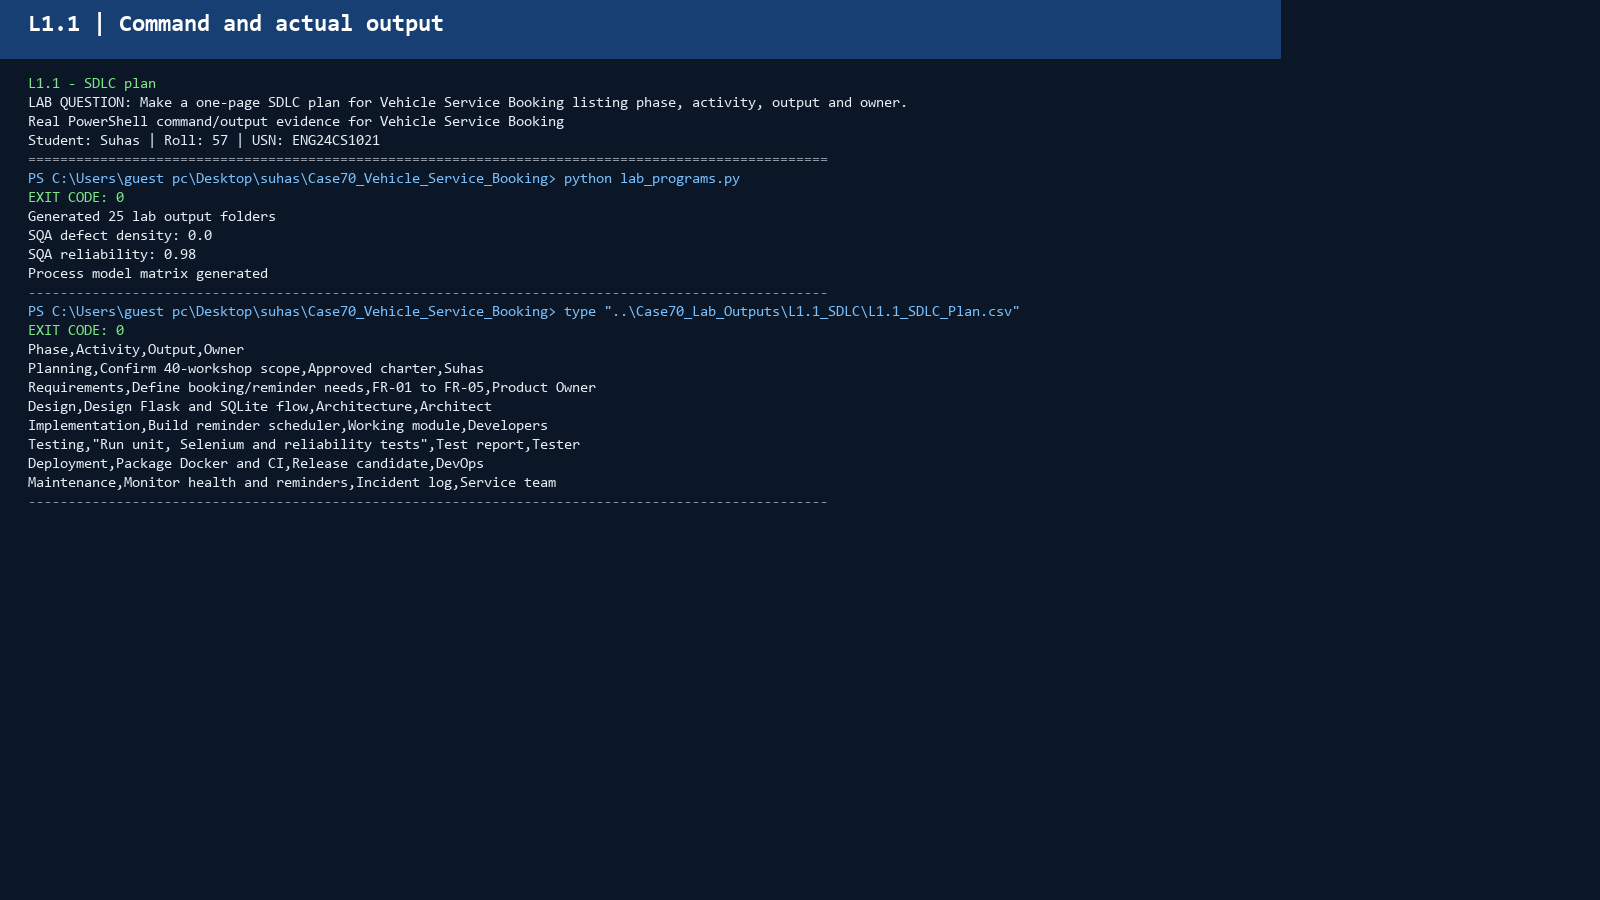 L1.1 | Command and actual output
L1.1 - SDLC plan
LAB QUESTION: Make a one-page SDLC plan for Vehicle Service Booking listing phase, activity, output and owner.
Real PowerShell command/output evidence for Vehicle Service Booking
Student: Suhas | Roll: 57 | USN: ENG24CS1021
====================================================================================================
PS C:\Users\guest pc\Desktop\suhas\Case70_Vehicle_Service_Booking> python lab_programs.py
EXIT CODE: 0
Generated 25 lab output folders
SQA defect density: 0.0
SQA reliability: 0.98
Process model matrix generated
----------------------------------------------------------------------------------------------------
PS C:\Users\guest pc\Desktop\suhas\Case70_Vehicle_Service_Booking> type "..\Case70_Lab_Outputs\L1.1_SDLC\L1.1_SDLC_Plan.csv"
EXIT CODE: 0
Phase,Activity,Output,Owner
Planning,Confirm 40-workshop scope,Approved charter,Suhas
Requirements,Define booking/reminder needs,FR-01 to FR-05,Product Owner
Design,Design Flask and SQLite flow,Architecture,Architect
Implementation,Build reminder scheduler,Working module,Developers
Testing,"Run unit, Selenium and reliability tests",Test report,Tester
Deployment,Package Docker and CI,Release candidate,DevOps
Maintenance,Monitor health and reminders,Incident log,Service team
----------------------------------------------------------------------------------------------------